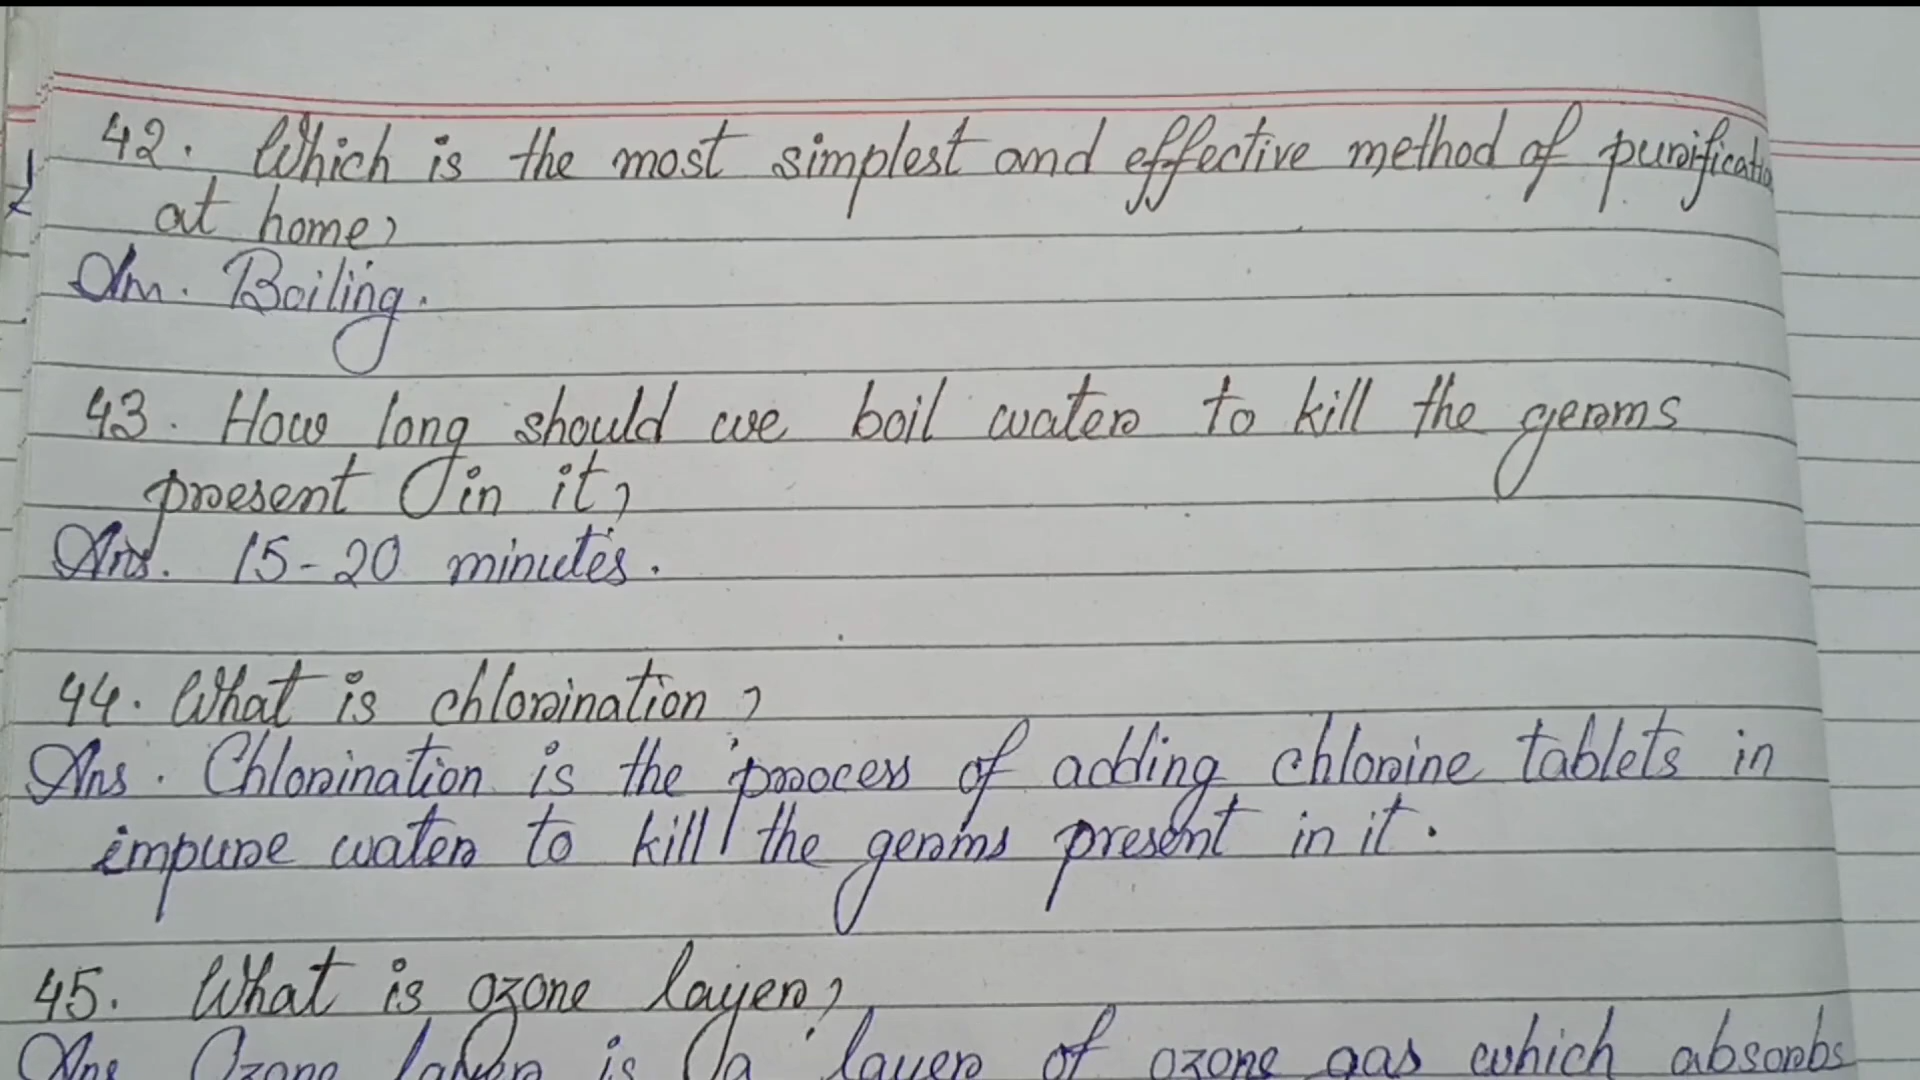 42. Which is the most simplest and effective method of purificatio
at home?
Ans. Boiling.
43. How long should we boil water to kill the germs
present in it?
Ans. 15-20 minutes.
44. What is chlorination?
Ans. Chlorination is the process of adding chlorine tablets in
impure water to kill the germs present in it.
45. What is ozone layer?
Ans Ozone layer is a layer of ozone gas which absorbs